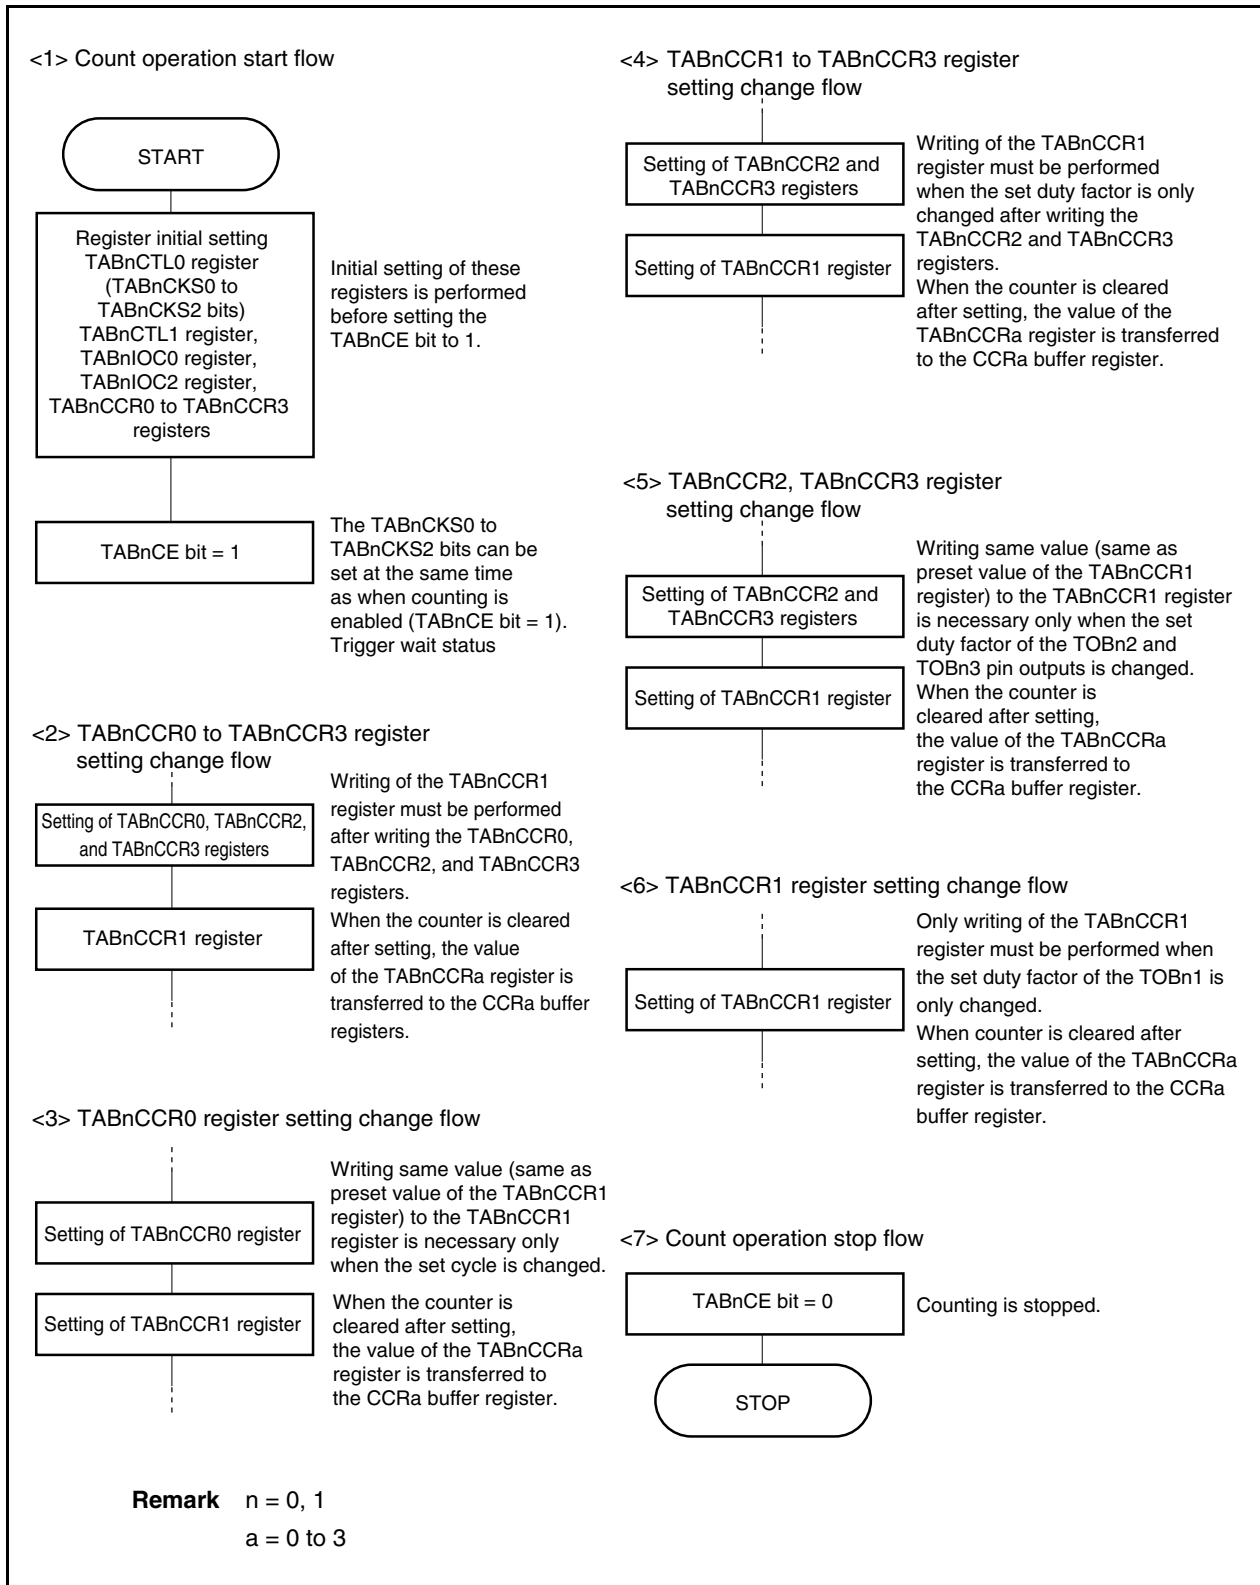 <1> Count operation start flow
START
Register initial setting
TABnCTL0 register
(TABnCKS0 to
TABnCKS2 bits)
TABnCTL1 register,
TABnIOC0 register,
TABnIOC2 register,
TABnCCR0 to TABnCCR3
registers
Initial setting of these
registers is performed
before setting the
TABnCE bit to 1.
TABnCE bit = 1
The TABnCKS0 to
TABnCKS2 bits can be
set at the same time
as when counting is
enabled (TABnCE bit = 1).
Trigger wait status
<2> TABnCCR0 to TABnCCR3 register
setting change flow
Setting of TABnCCR0, TABnCCR2,
and TABnCCR3 registers
TABnCCR1 register
Writing of the TABnCCR1
register must be performed
after writing the TABnCCR0,
TABnCCR2, and TABnCCR3
registers.
When the counter is cleared
after setting, the value
of the TABnCCRa register is
transferred to the CCRa buffer
registers.
<3> TABnCCR0 register setting change flow
Setting of TABnCCR0 register
Setting of TABnCCR1 register
Writing same value (same as
preset value of the TABnCCR1
register) to the TABnCCR1
register is necessary only
when the set cycle is changed.
When the counter is
cleared after setting,
the value of the TABnCCRa
register is transferred to
the CCRa buffer register.
<4> TABnCCR1 to TABnCCR3 register
setting change flow
Setting of TABnCCR2 and
TABnCCR3 registers
Setting of TABnCCR1 register
Writing of the TABnCCR1
register must be performed
when the set duty factor is only
changed after writing the
TABnCCR2 and TABnCCR3
registers.
When the counter is cleared
after setting, the value of the
TABnCCRa register is transferred
to the CCRa buffer register.
<5> TABnCCR2, TABnCCR3 register
setting change flow
Setting of TABnCCR2 and
TABnCCR3 registers
Setting of TABnCCR1 register
Writing same value (same as
preset value of the TABnCCR1
register) to the TABnCCR1 register
is necessary only when the set
duty factor of the TOBn2 and
TOBn3 pin outputs is changed.
When the counter is
cleared after setting,
the value of the TABnCCRa
register is transferred to
the CCRa buffer register.
<6> TABnCCR1 register setting change flow
Setting of TABnCCR1 register
Only writing of the TABnCCR1
register must be performed when
the set duty factor of the TOBn1 is
only changed.
When counter is cleared after
setting, the value of the TABnCCRa
register is transferred to the CCRa
buffer register.
<7> Count operation stop flow
TABnCE bit = 0
Counting is stopped.
STOP
Remark n = 0, 1
a = 0 to 3